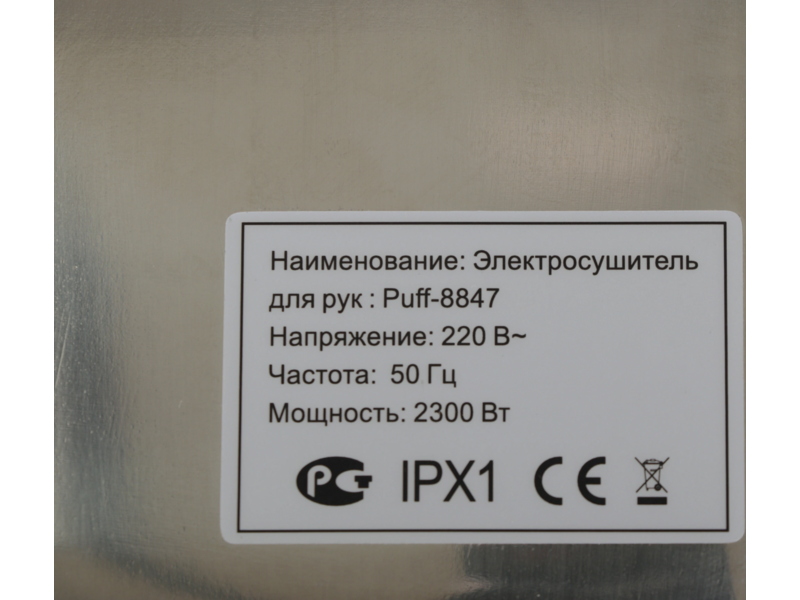 Наименование: Электросушитель
для рук : Puff-8847
Напряжение: 220 В~
Частота: 50 Гц
Мощность: 2300 Вт
РСТ IPX1 CE